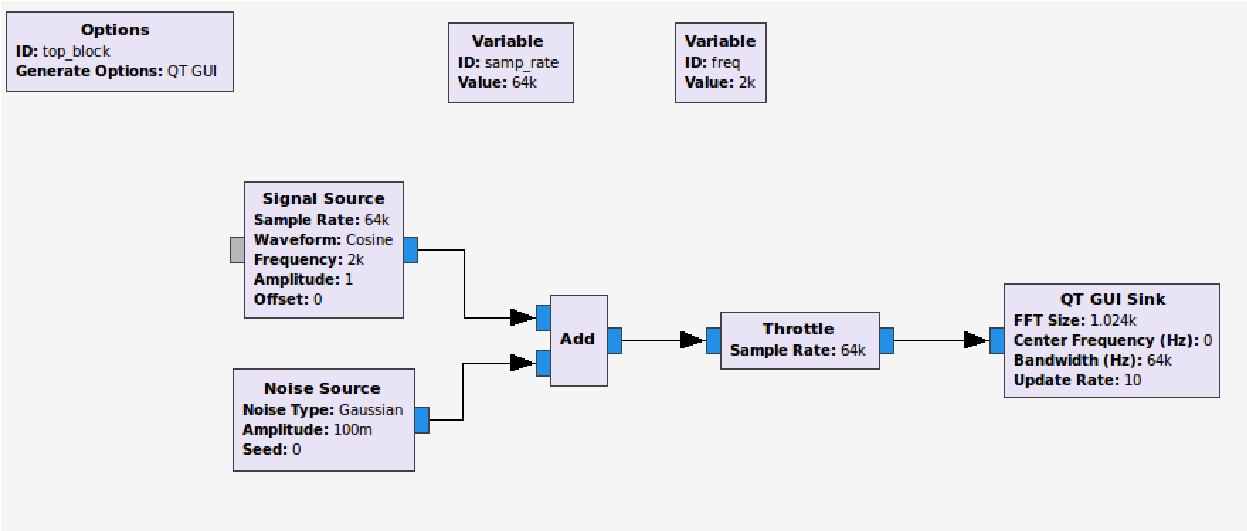 Options
ID: top_block
Generate Options: QT GUI
Variable
ID: samp_rate
Value: 64k
Variable
ID: freq
Value: 2k
Signal Source
Sample Rate: 64k
Waveform: Cosine
Frequency: 2k
Amplitude: 1
Offset: 0
Noise Source
Noise Type: Gaussian
Amplitude: 100m
Seed: 0
Add
Throttle
Sample Rate: 64k
QT GUI Sink
FFT Size: 1.024k
Center Frequency (Hz): 0
Bandwidth (Hz): 64k
Update Rate: 10